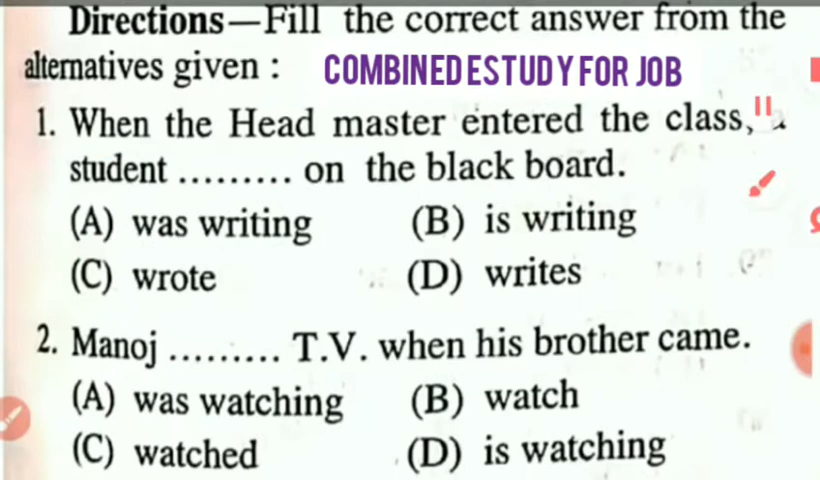 Directions—Fill the correct answer from the
alternatives given : COMBINED ESTUDY FOR JOB
1. When the Head master entered the class, a
student ......... on the black board.
(A) was writing (B) is writing
(C) wrote (D) writes
2. Manoj ......... T.V. when his brother came.
(A) was watching (B) watch
(C) watched (D) is watching